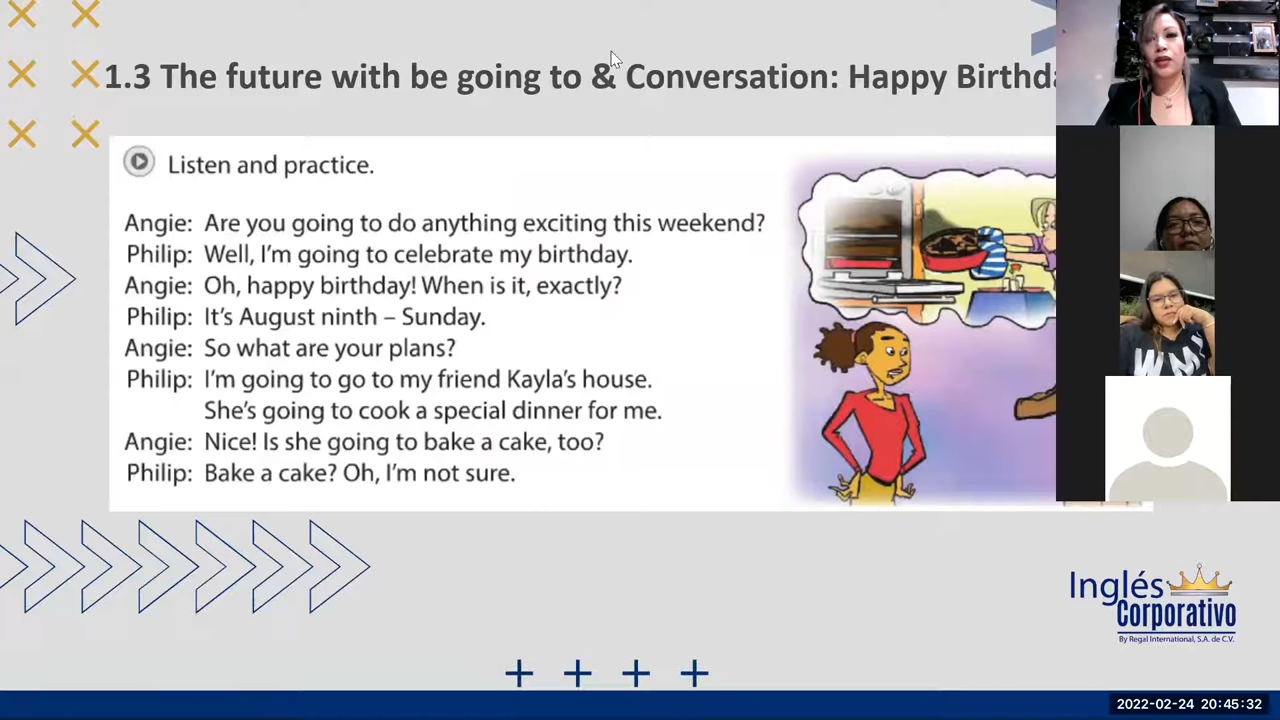 1.3 The future with be going to & Conversation: Happy
Listen and practice.
Angie: Are you going to do anything exciting this weekend?
Philip: Well, I'm going to celebrate my birthday.
Angie: Oh, happy birthday! When is it, exactly?
Philip: It's August ninth – Sunday.
Angie: So what are your plans?
Philip: I'm going to go to my friend Kayla's house.
She's going to cook a special dinner for me.
Angie: Nice! Is she going to bake a cake, too?
Philip: Bake a cake? Oh, I'm not sure.
Inglés
Corporativo
By Regal International, S.A. de C.V.
2022-02-24 20:45:32